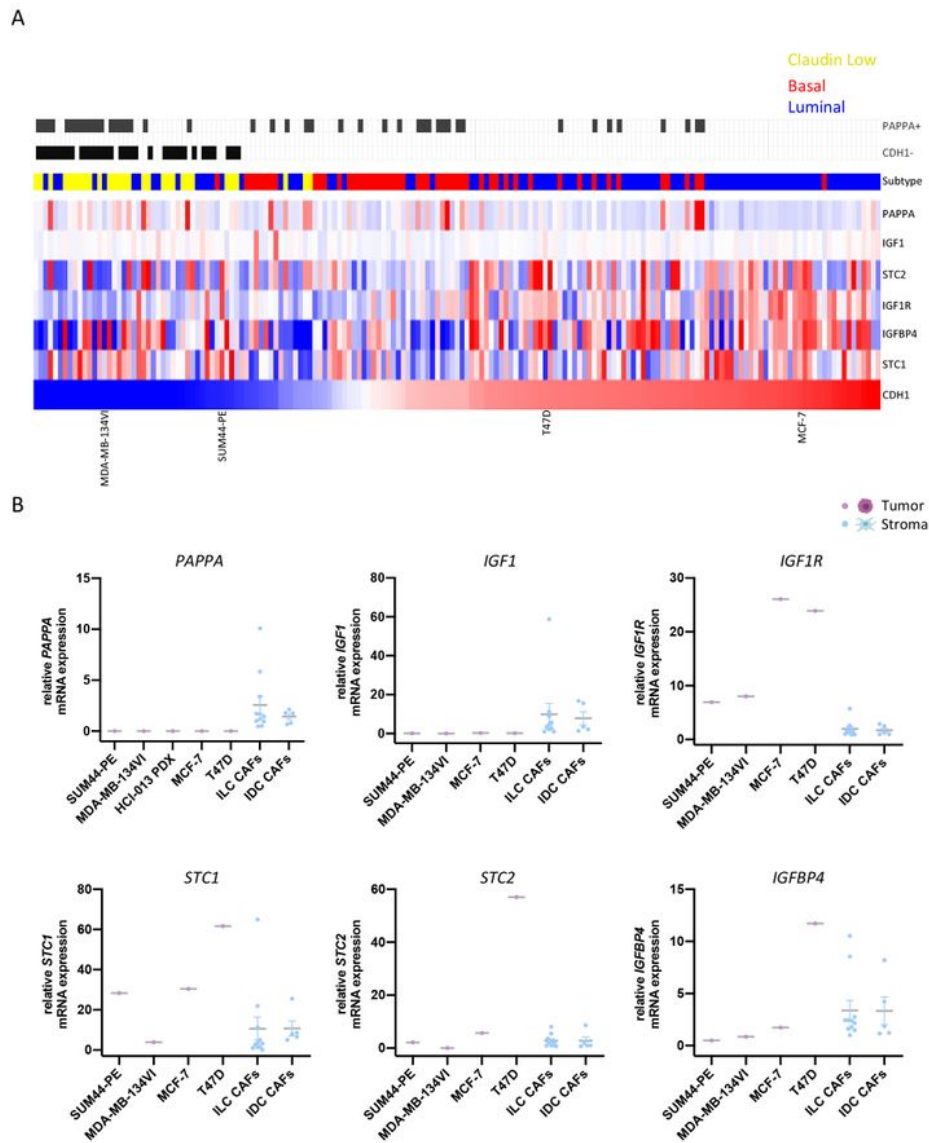 A
Claudin Low
Basal
Luminal
PAPPA+
CDH1-
Subtype
PAPPA
IGF1
STC2
IGF1R
IGFBP4
STC1
CDH1
MDA-MB-134VI
SUM44-PE
T47D
MCF-7
B
Tumor
Stroma
PAPPA
relative PAPPA
mRNA expression
15
10
5
0
SUM44-PE
MDA-MB-134VI
HCI-013 PDX
MCF-7
T47D
ILC CAFs
IDC CAFs
IGF1
relative IGF1
mRNA expression
80
60
40
20
0
SUM44-PE
MDA-MB-134VI
MCF-7
T47D
ILC CAFs
IDC CAFs
IGF1R
relative IGF1R
mRNA expression
30
20
10
0
SUM44-PE
MDA-MB-134VI
MCF-7
T47D
ILC CAFs
IDC CAFs
STC1
relative STC1
mRNA expression
80
60
40
20
0
SUM44-PE
MDA-MB-134VI
MCF-7
T47D
ILC CAFs
IDC CAFs
STC2
relative STC2
mRNA expression
60
40
20
0
SUM44-PE
MDA-MB-134VI
MCF-7
T47D
ILC CAFs
IDC CAFs
IGFBP4
relative IGFBP4
mRNA expression
15
10
5
0
SUM44-PE
MDA-MB-134VI
MCF-7
T47D
ILC CAFs
IDC CAFs